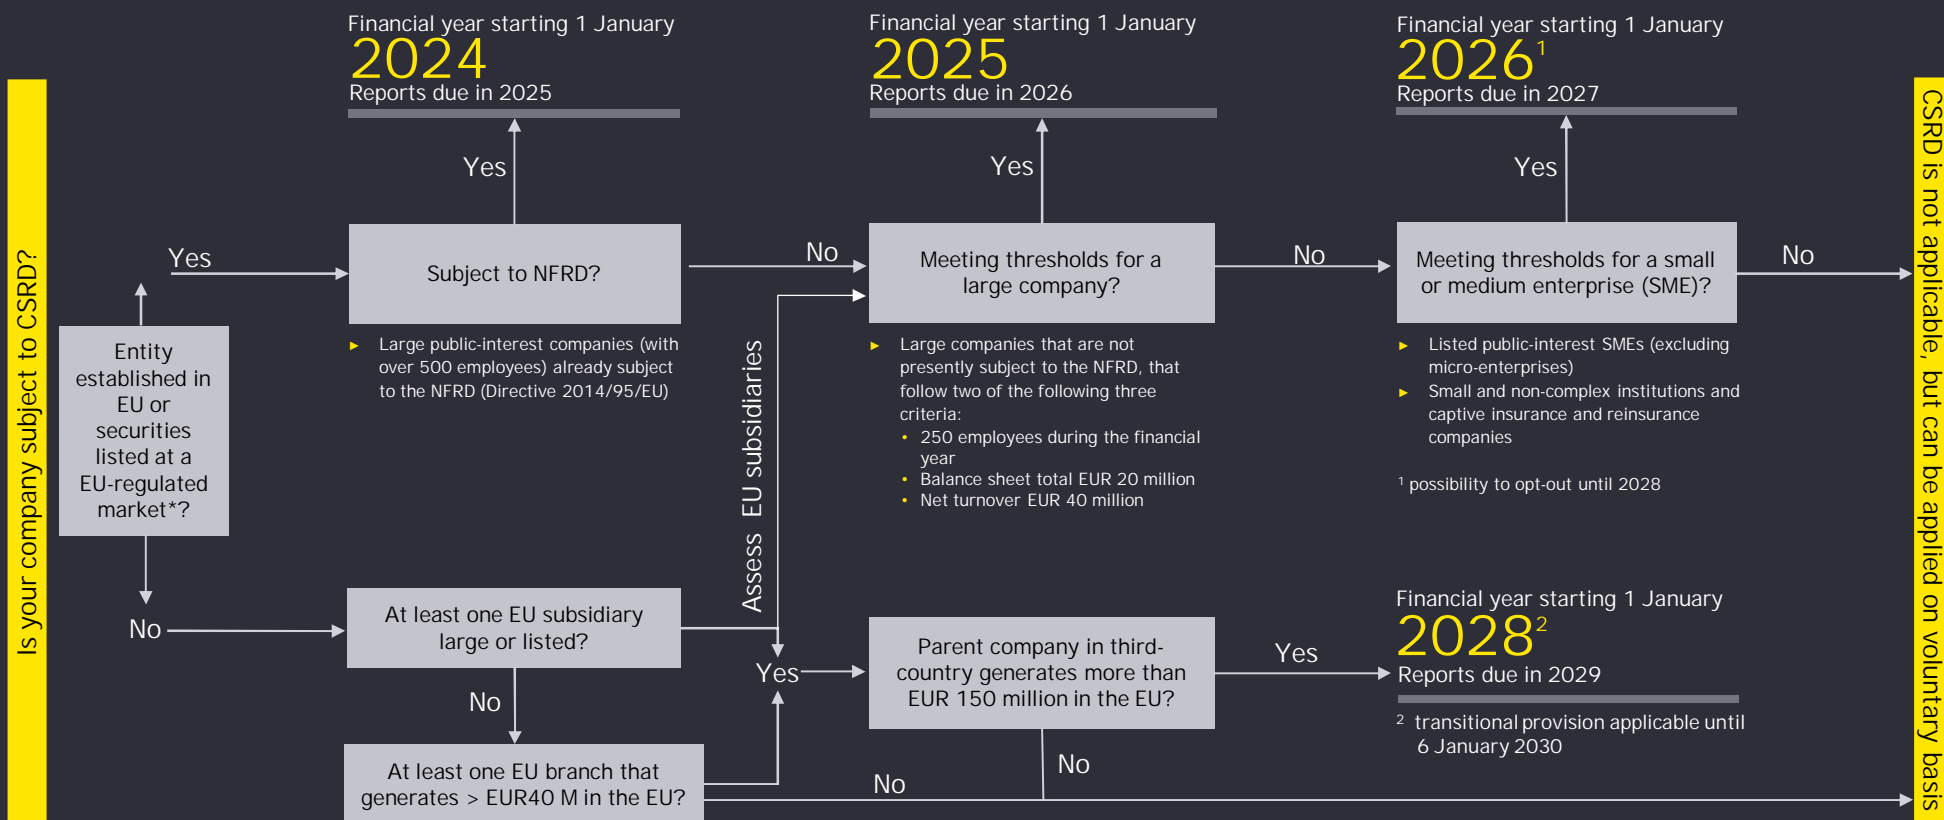 Is your company subject to CSRD?
Financial year starting 1 January
2024
Reports due in 2025
Financial year starting 1 January
2025
Reports due in 2026
Financial year starting 1 January
2026¹
Reports due in 2027
Yes
Yes
Yes
Yes
Subject to NFRD?
No
Meeting thresholds for a
large company?
No
Meeting thresholds for a small
or medium enterprise (SME)?
No
Entity
established in
EU or
securities
listed at a
EU-regulated
market*?
► Large public-interest companies (with
over 500 employees) already subject
to the NFRD (Directive 2014/95/EU)
Assess EU subsidiaries
► Large companies that are not
presently subject to the NFRD, that
follow two of the following three
criteria:
• 250 employees during the financial
year
• Balance sheet total EUR 20 million
• Net turnover EUR 40 million
► Listed public-interest SMEs (excluding
micro-enterprises)
► Small and non-complex institutions and
captive insurance and reinsurance
companies
¹ possibility to opt-out until 2028
No
At least one EU subsidiary
large or listed?
Yes
Parent company in third-
country generates more than
EUR 150 million in the EU?
Yes
Financial year starting 1 January
2028²
Reports due in 2029
² transitional provision applicable until
6 January 2030
No
At least one EU branch that
generates > EUR40 M in the EU?
No
No
CSRD is not applicable, but can be applied on voluntary basis